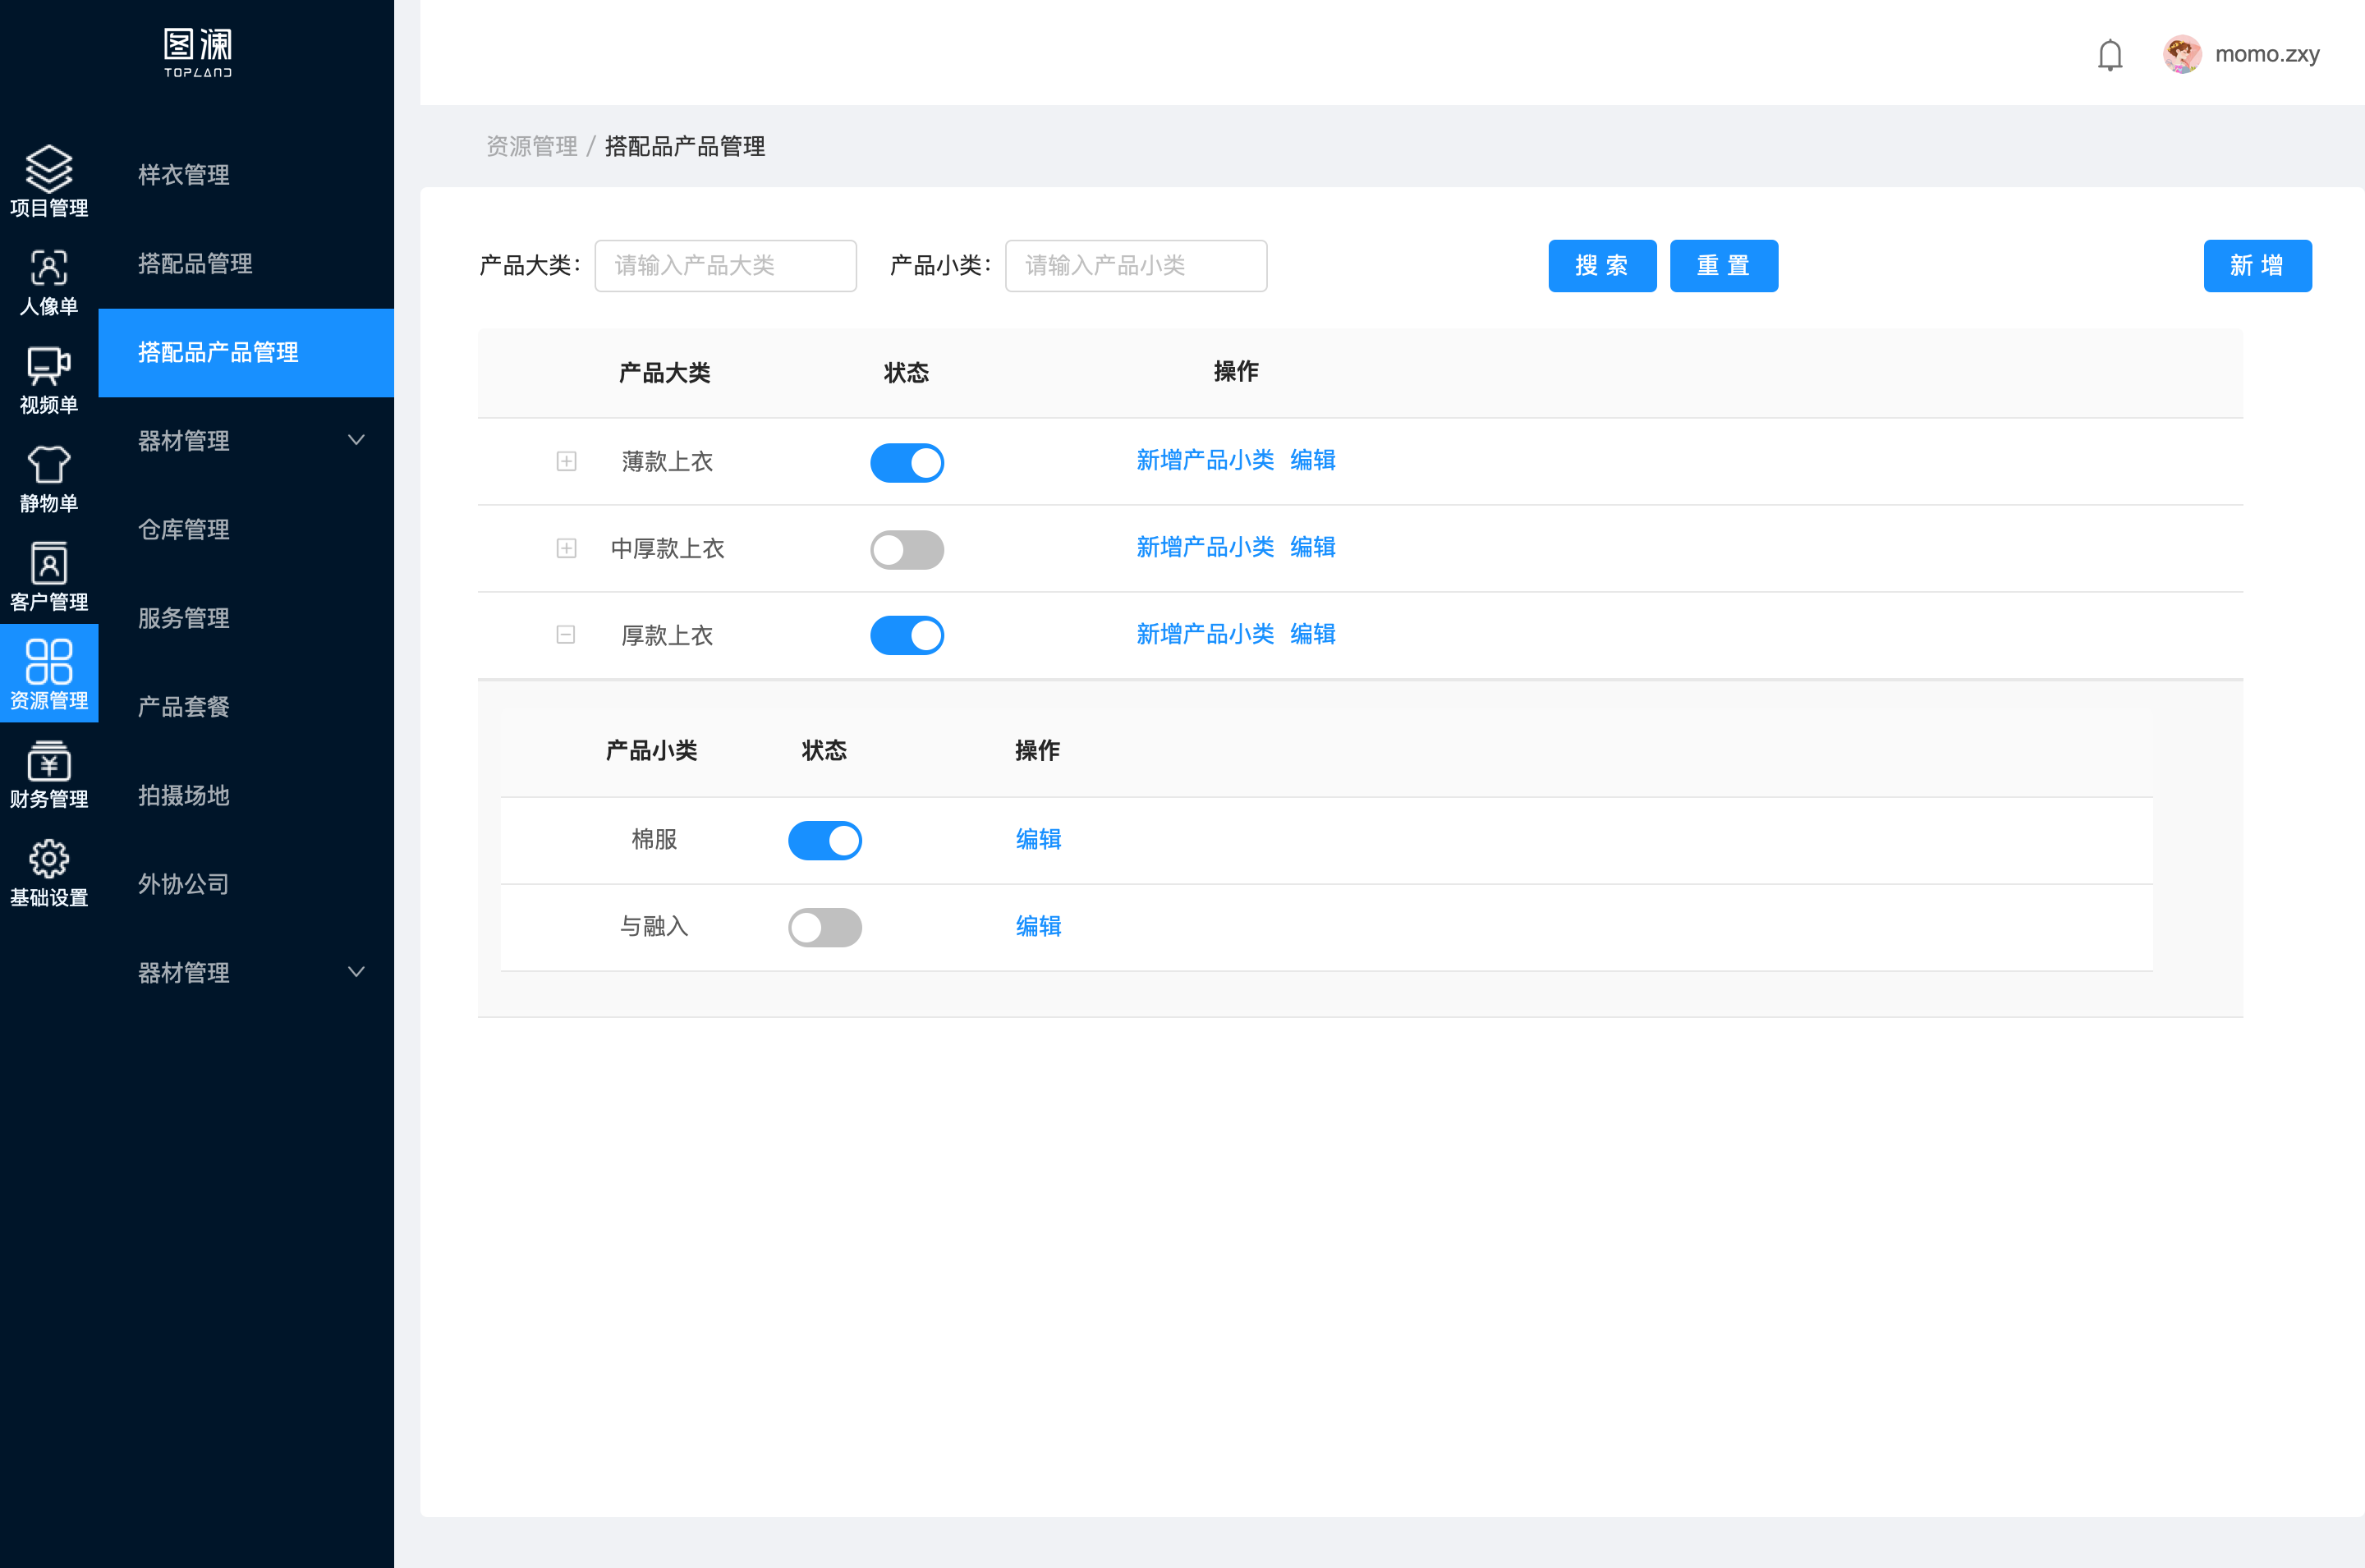 图澜
TOPLAND
momo.zxy
项目管理
人像单
视频单
静物单
客户管理
资源管理
财务管理
基础设置
样衣管理
搭配品管理
搭配品产品管理
器材管理
仓库管理
服务管理
产品套餐
拍摄场地
外协公司
器材管理
资源管理 / 搭配品产品管理
产品大类： 请输入产品大类 产品小类： 请输入产品小类 搜 索 重 置 新 增
产品大类 状态 操作
薄款上衣 新增产品小类 编辑
中厚款上衣 新增产品小类 编辑
厚款上衣 新增产品小类 编辑
产品小类 状态 操作
棉服 编辑
与融入 编辑